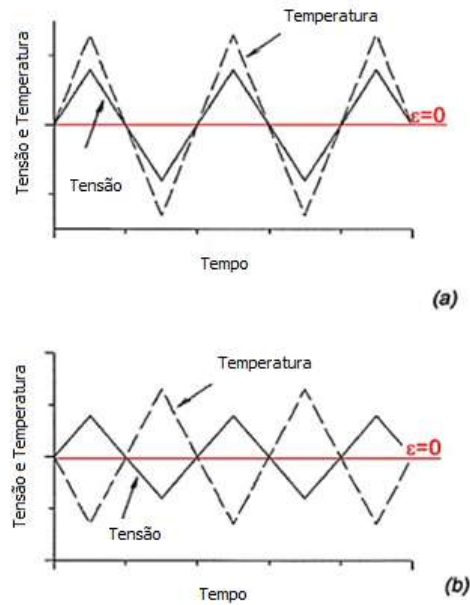 Temperatura
Tensão e Temperatura
ε=0
Tensão
Tempo
(a)
Temperatura
Tensão e Temperatura
ε=0
Tensão
Tempo
(b)